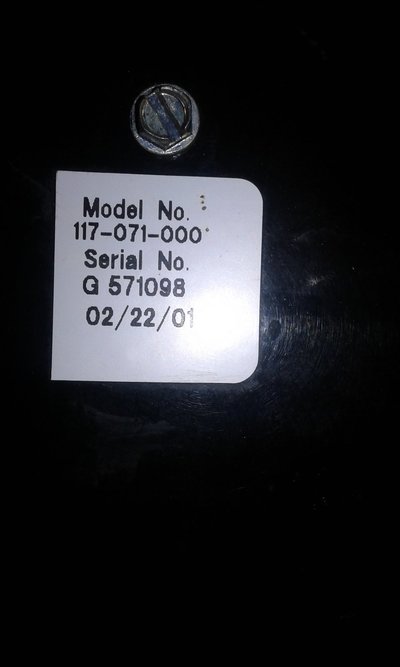 Model No.
117-071-000
Serial No.
G 571098
02/22/01